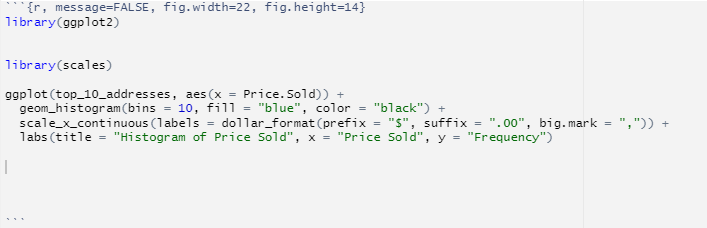 ```{r, message=FALSE, fig.width=22, fig.height=14}
library(ggplot2)
library(scales)
ggplot(top_10_addresses, aes(x = Price.Sold)) +
  geom_histogram(bins = 10, fill = "blue", color = "black") +
  scale_x_continuous(labels = dollar_format(prefix = "$", suffix = ".00", big.mark = ",")) +
  labs(title = "Histogram of Price Sold", x = "Price Sold", y = "Frequency")
```